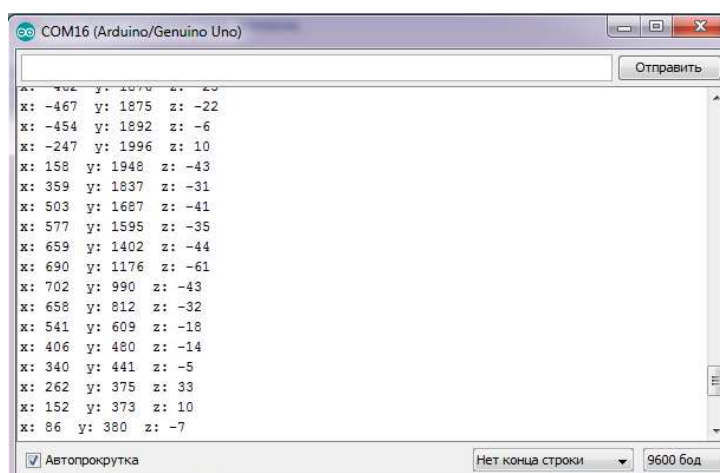 COM16 (Arduino/Genuino Uno)
Отправить
x: -467 y: 1875 z: -22
x: -454 y: 1892 z: -6
x: -247 y: 1996 z: 10
x: 158 y: 1948 z: -43
x: 359 y: 1837 z: -31
x: 503 y: 1687 z: -41
x: 577 y: 1595 z: -35
x: 659 y: 1402 z: -44
x: 690 y: 1176 z: -61
x: 702 y: 990 z: -43
x: 658 y: 812 z: -32
x: 541 y: 609 z: -18
x: 406 y: 480 z: -14
x: 340 y: 441 z: -5
x: 262 y: 375 z: 33
x: 152 y: 373 z: 10
x: 86 y: 380 z: -7
Автопрокрутка Нет конца строки 9600 бод